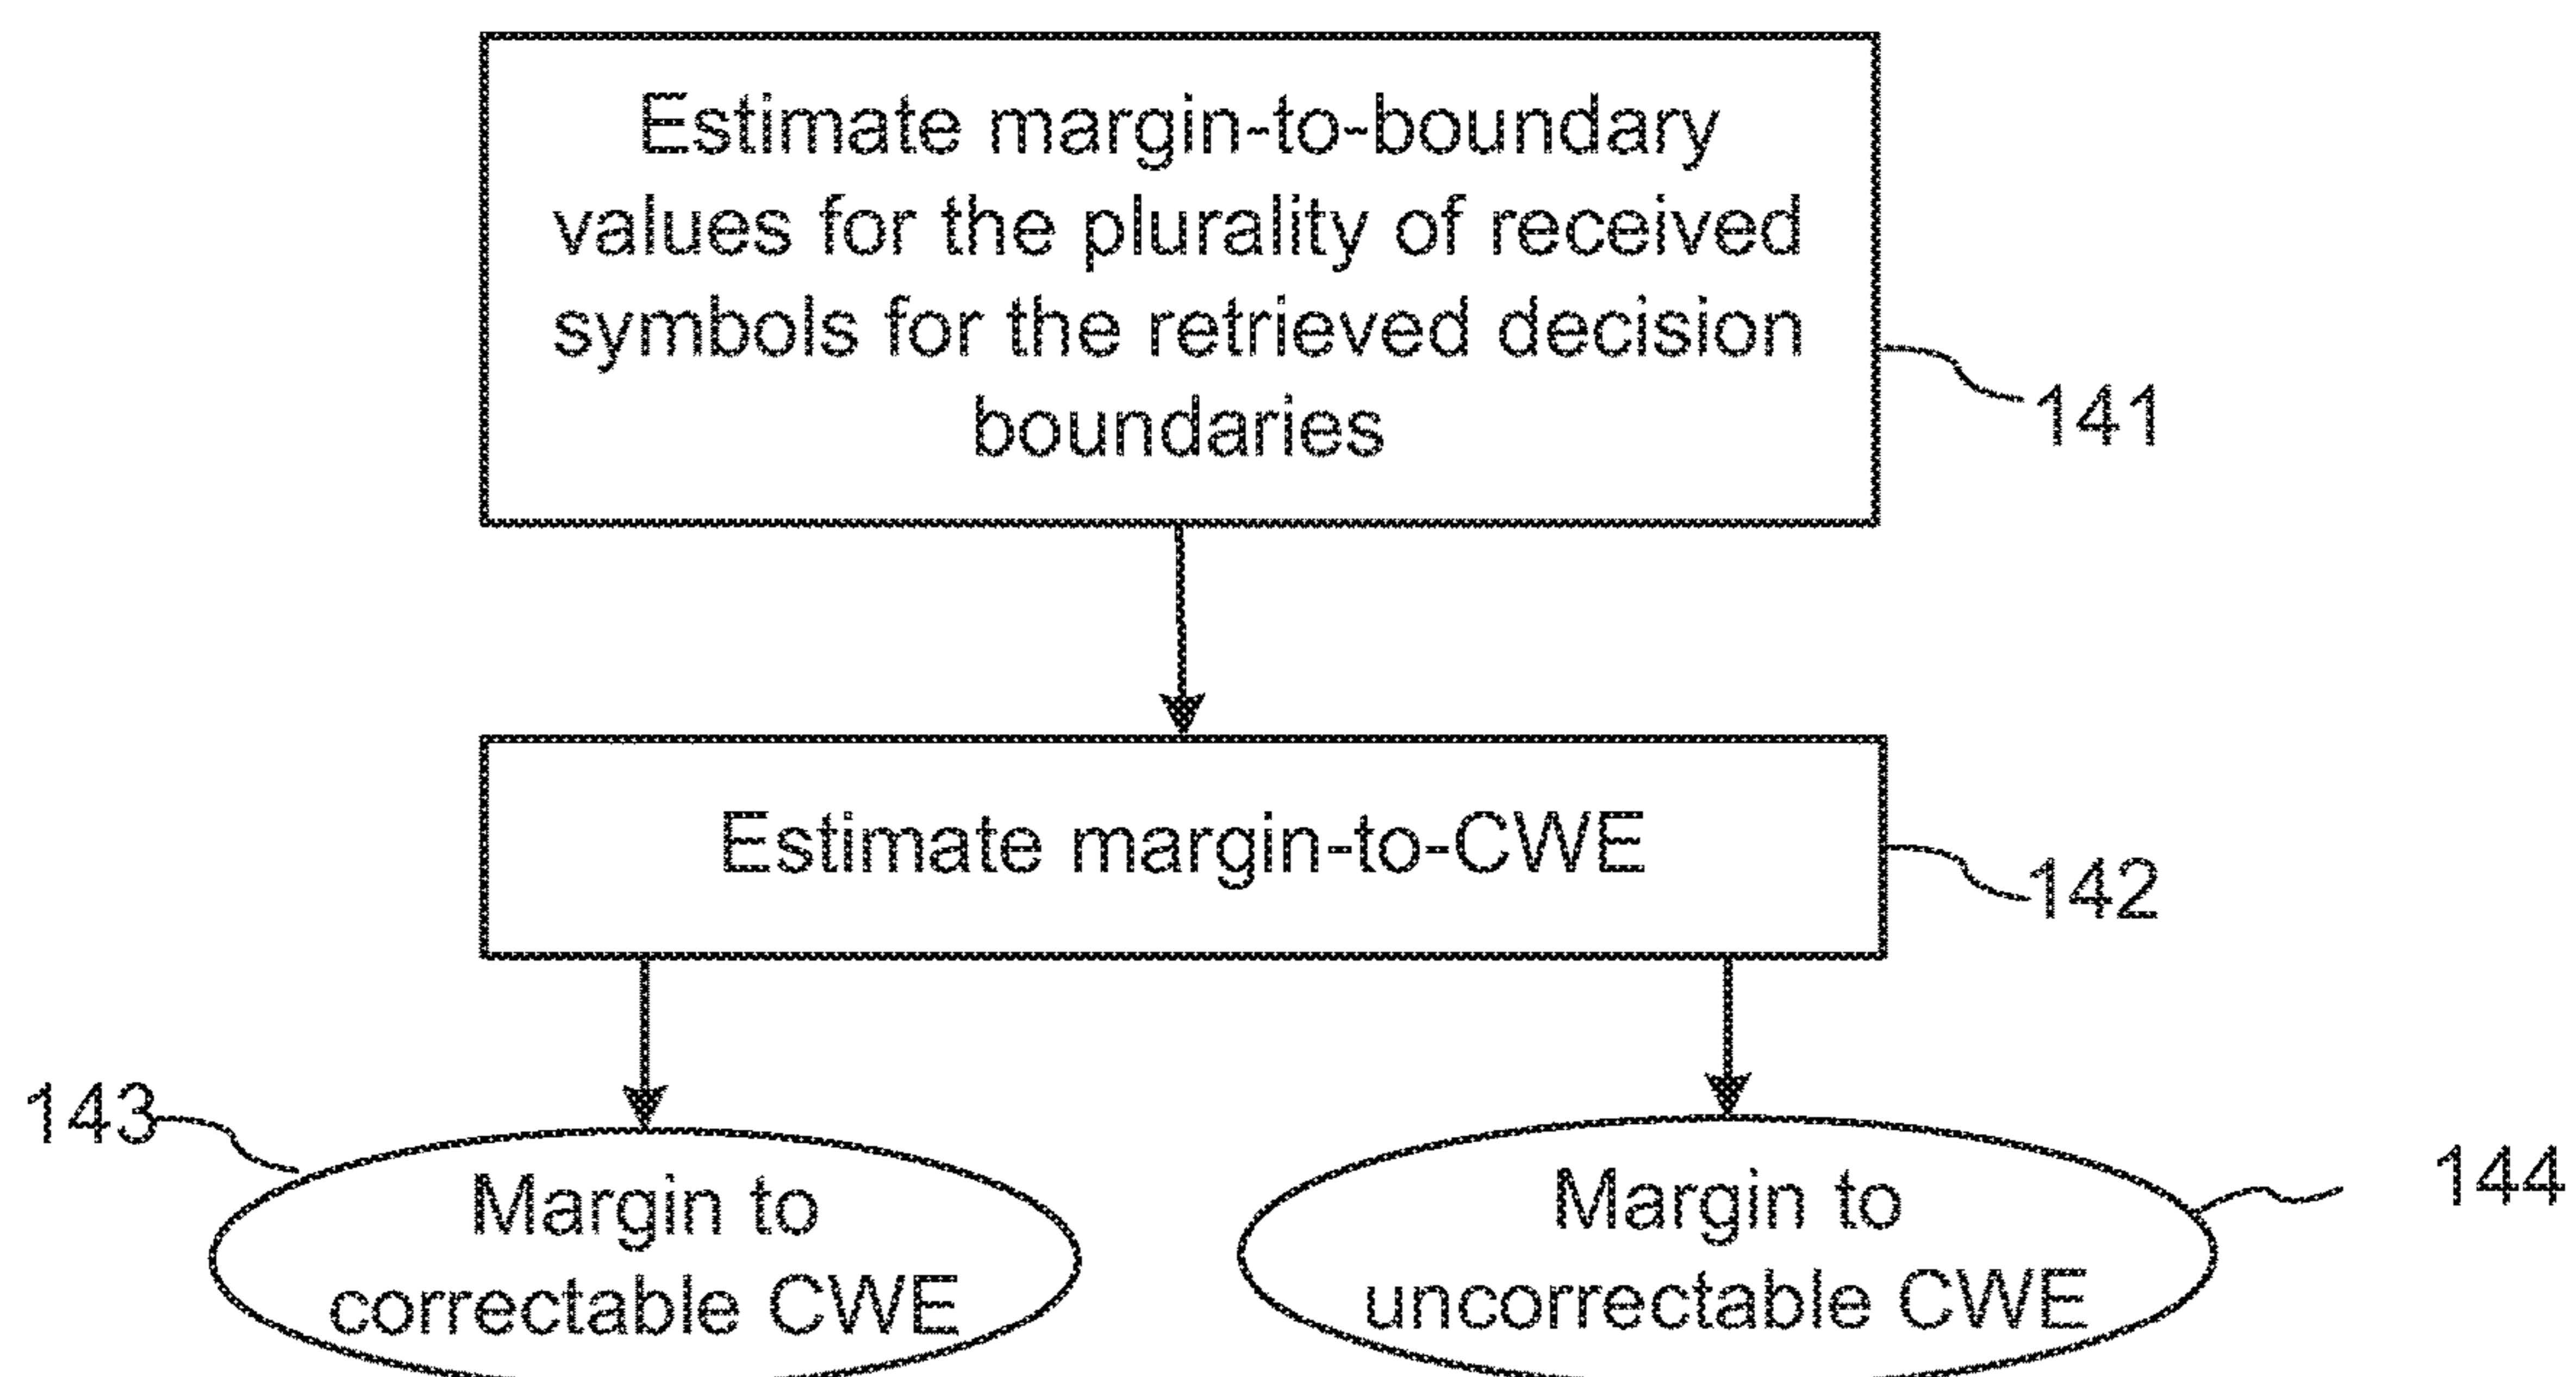 Estimate margin-to-boundary
values for the plurality of received
symbols for the retrieved decision
boundaries
141
Estimate margin-to-CWE
142
143
Margin to
correctable CWE
Margin to
uncorrectable CWE
144